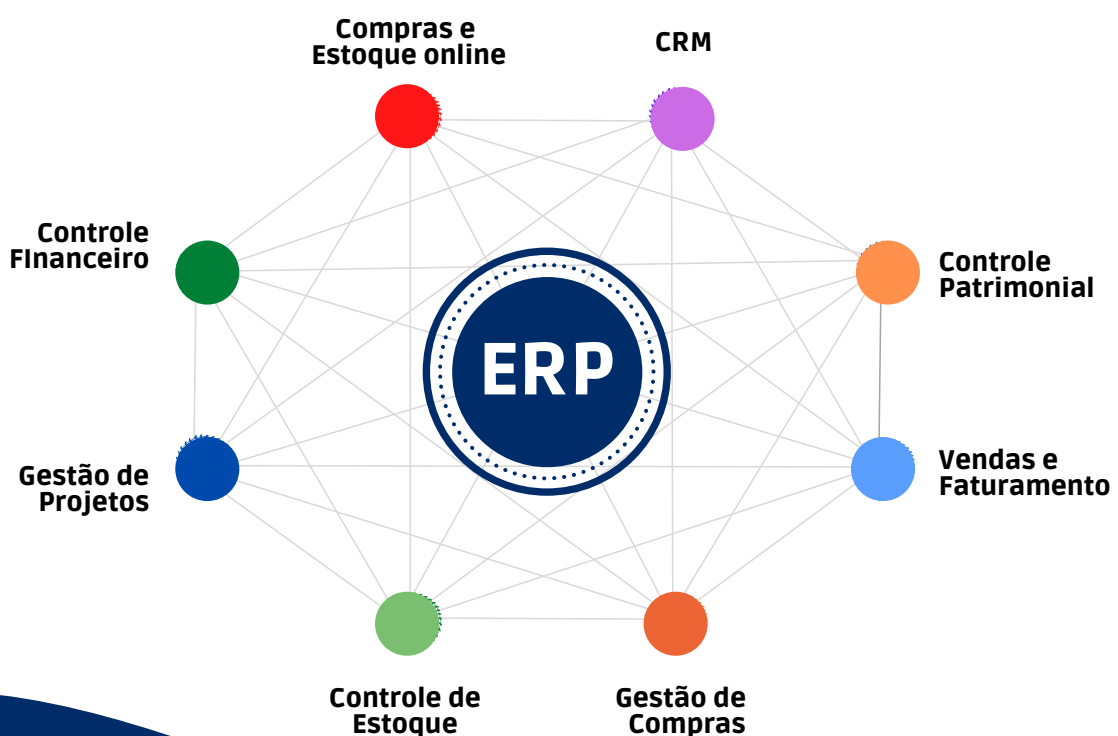 Compras e
Estoque online
CRM
Controle
FInanceiro
Controle
Patrimonial
ERP
Gestão de
Projetos
Vendas e
Faturamento
Controle de
Estoque
Gestão de
Compras